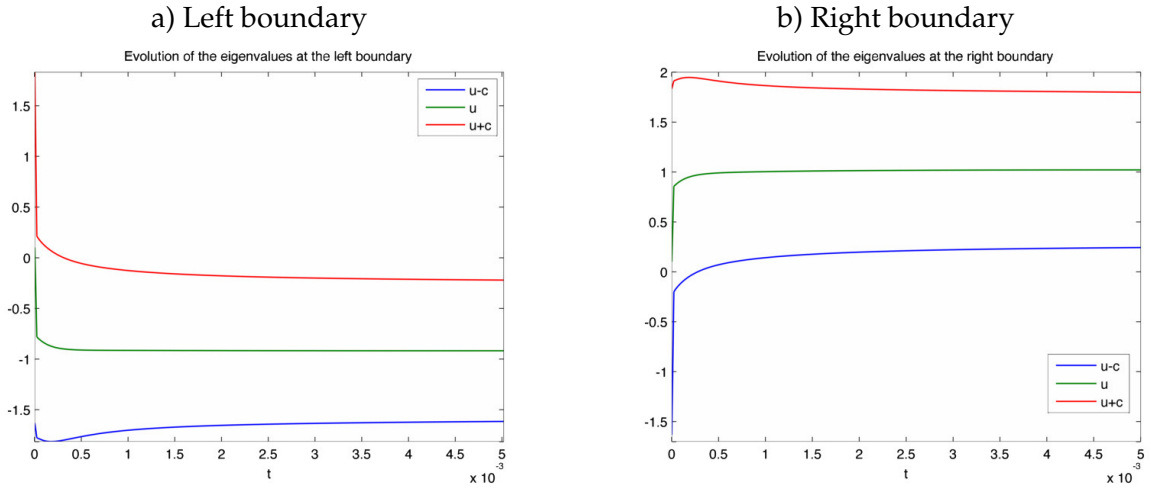 a) Left boundary
Evolution of the eigenvalues at the left boundary
u-c
u
u+c
1.5
1
0.5
0
-0.5
-1
-1.5
0 0.5 1 1.5 2 2.5 3 3.5 4 4.5 5
t
x 10⁻³
b) Right boundary
Evolution of the eigenvalues at the right boundary
2
1.5
1
0.5
0
-0.5
-1
-1.5
u-c
u
u+c
0 0.5 1 1.5 2 2.5 3 3.5 4 4.5 5
t
x 10⁻³